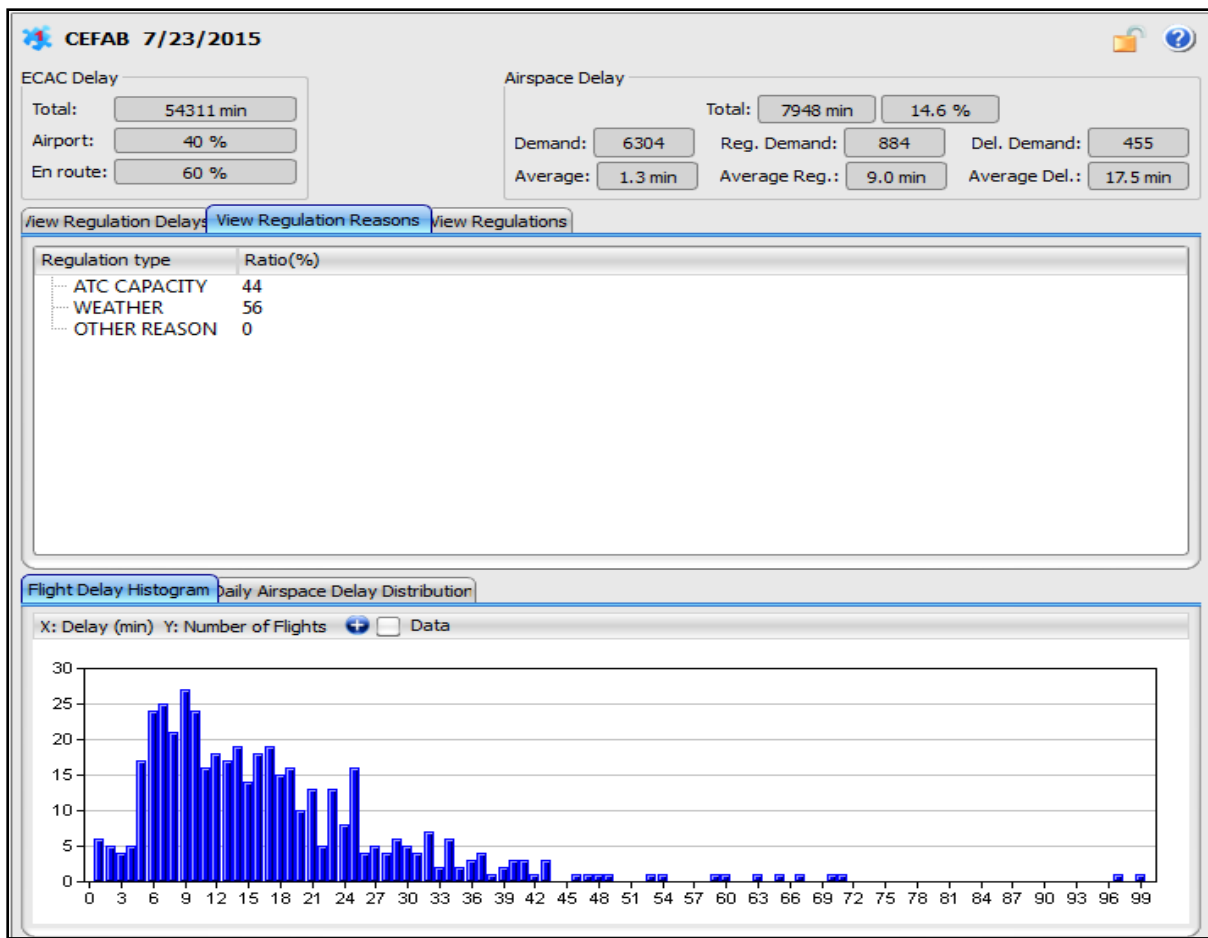 CEFAB 7/23/2015
ECAC Delay
Total: 54311 min
Airport: 40 %
En route: 60 %
Airspace Delay
Total: 7948 min 14.6 %
Demand: 6304 Reg. Demand: 884 Del. Demand: 455
Average: 1.3 min Average Reg.: 9.0 min Average Del.: 17.5 min
View Regulation Delays View Regulation Reasons View Regulations
Regulation type Ratio(%)
ATC CAPACITY 44
WEATHER 56
OTHER REASON 0
Flight Delay Histogram Daily Airspace Delay Distribution
X: Delay (min) Y: Number of Flights Data
30
25
20
15
10
5
0
0 3 6 9 12 15 18 21 24 27 30 33 36 39 42 45 48 51 54 57 60 63 66 69 72 75 78 81 84 87 90 93 96 99